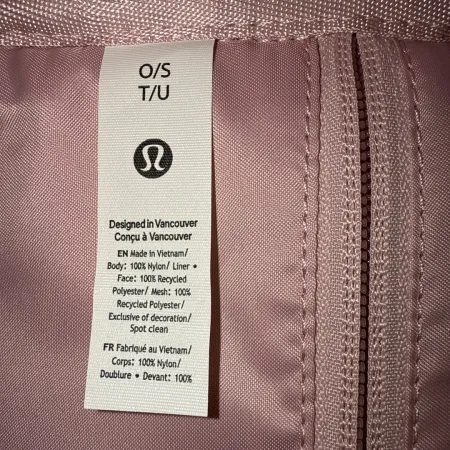 O/S
T/U
Designed in Vancouver
Conçu à Vancouver
EN Made in Vietnam/
Body: 100% Nylon/ Liner •
Face: 100% Recycled
Polyester/ Mesh: 100%
Recycled Polyester/
Exclusive of decoration/
Spot clean
FR Fabriqué au Vietnam/
Corps: 100% Nylon/
Doublure • Devant: 100%